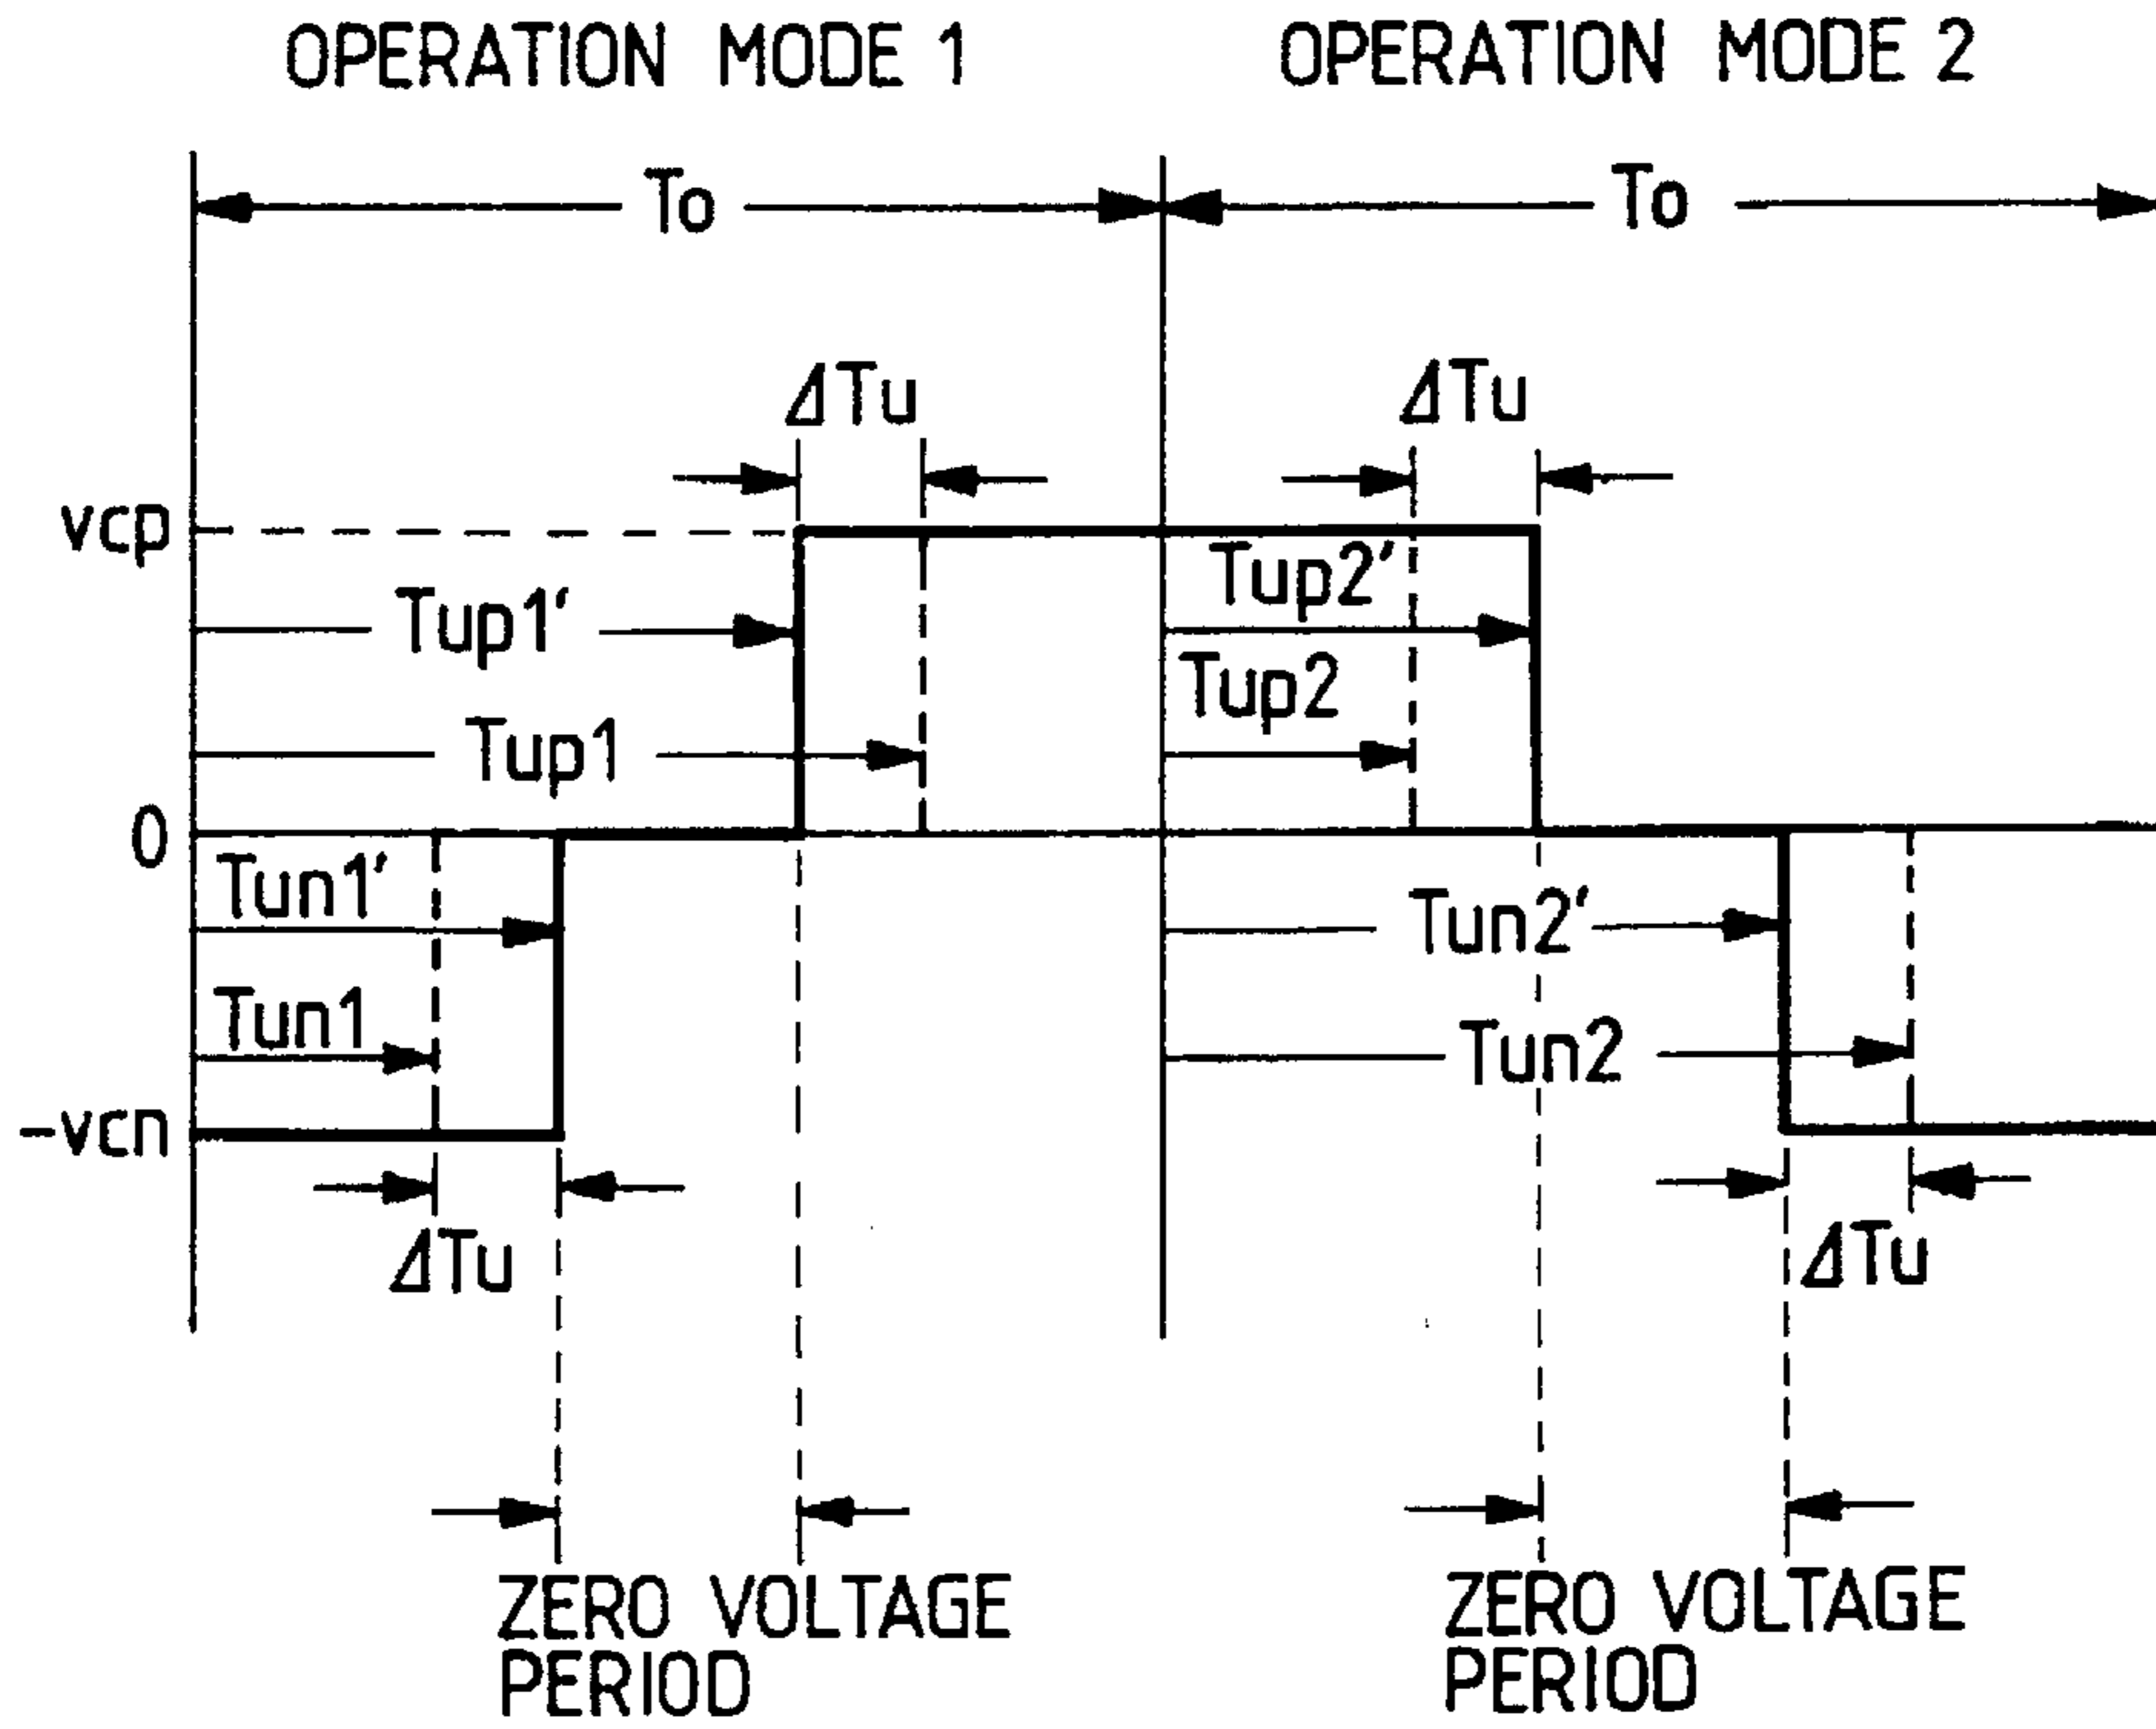 OPERATION MODE 1
OPERATION MODE 2
To
To
ΔTu
ΔTu
vcp
Tup1'
Tup2'
Tup2
Tup1
0
Tun1'
Tun2'
Tun1
Tun2
-vcn
ΔTu
ΔTu
ZERO VOLTAGE
PERIOD
ZERO VOLTAGE
PERIOD